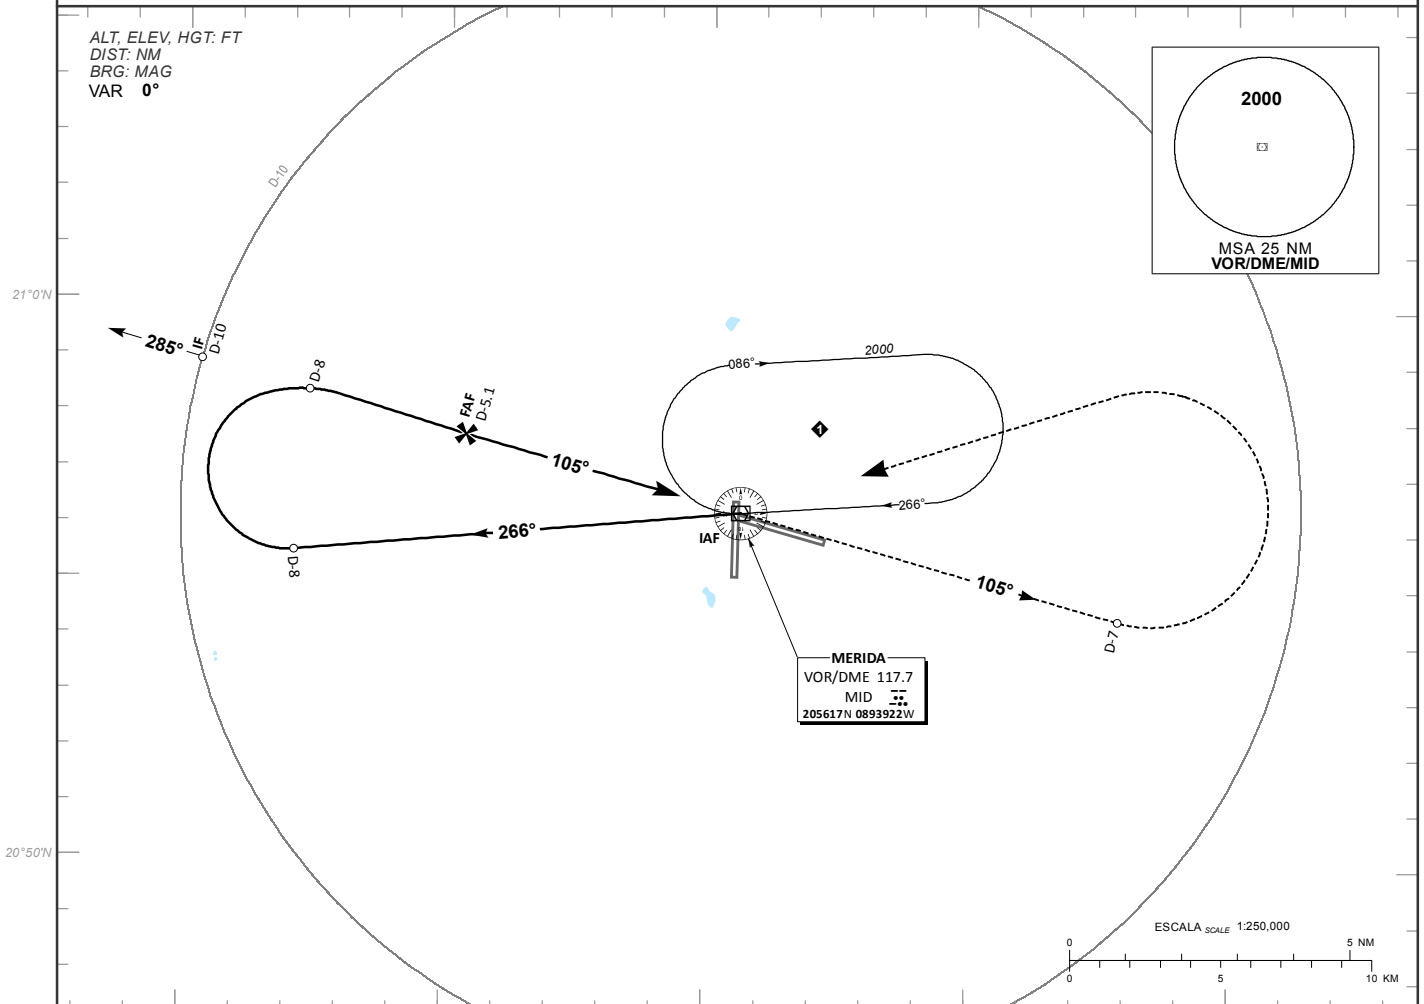 ALT, ELEV, HGT: FT
DIST: NM
BRG: MAG
VAR 0°
2000
MSA 25 NM
VOR/DME/MID
D-10
21°0'N
285°
IF
D-10
D-8
FAF
D-5.1
086°
2000
1
105°
266°
266°
IAF
D-8
105°
D-7
MERIDA
VOR/DME 117.7
MID
205617N 0893922W
20°50'N
ESCALA SCALE 1:250,000
0 5 NM
0 5 10 KM